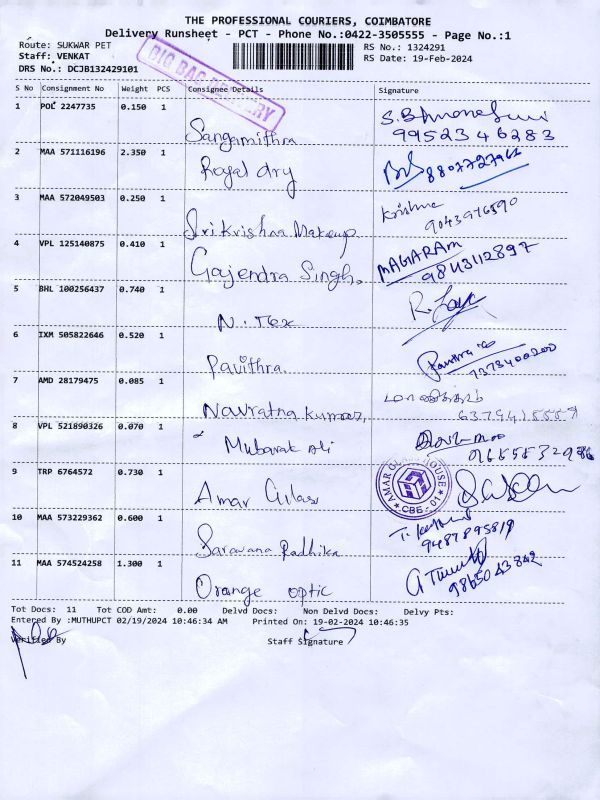 THE PROFESSIONAL COURIERS, COIMBATORE
Delivery Runsheet - PCT - Phone No.:0422-3505555 - Page No.:1
Route: SUKWAR PET
Staff: VENKAT
DRS No.: DCJB132429101
RS No.: 1324291
RS Date: 19-Feb-2024
BIG BAG DELIVERY
S No Consignment No Weight PCS Consignee Details Signature
1 POL 2247735 0.150 1 Sangamithra
9952346283
2 MAA 571116196 2.350 1 Royal dry
3 MAA 572049503 0.250 1 Sri Krishna Makeup Krishna
9043976590
4 VPL 125140875 0.410 1 Gajendra Singh. MAGARAM
9843112897
5 BHL 100256437 0.740 1 N. Tex
6 IXM 505822646 0.520 1 Pavithra. Pavithra
7373400200
7 AMD 28179475 0.085 1 Navratna Kumar, மாணிக்கம்
8 VPL 521890326 0.070 1 Mubarak Ali
9655532986
9 TRP 6764572 0.730 1 Amar Glass AMAR GLASS HOUSE
CBE-01
10 MAA 573229362 0.600 1 Saravana Radhika
9487895819
11 MAA 574524258 1.300 1 Orange optic
9865043842
Tot Docs: 11 Tot COD Amt: 0.00 Delvd Docs: Non Delvd Docs: Delvy Pts:
Entered By :MUTHUPCT 02/19/2024 10:46:34 AM Printed On: 19-02-2024 10:46:35
Verified By Staff Signature